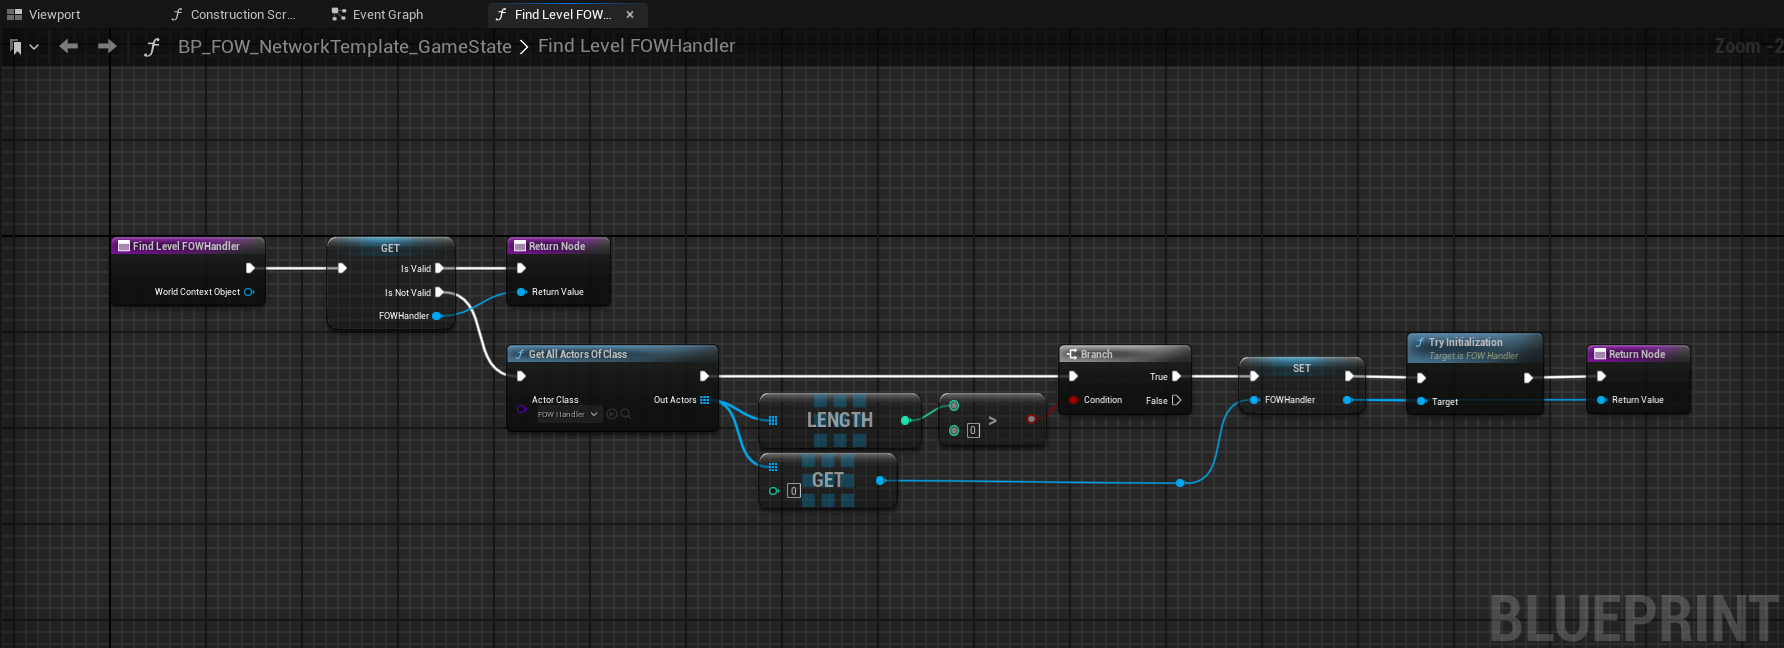 Viewport
Construction Scr...
Event Graph
Find Level FOW...
BP_FOW_NetworkTemplate_GameState > Find Level FOWHandler
Zoom -2
Find Level FOWHandler
World Context Object
GET
Is Valid
Is Not Valid
FOWHandler
Return Node
Return Value
Get All Actors Of Class
Actor Class
FOW Handler
Out Actors
LENGTH
0
>
GET
0
Branch
Condition
True
False
SET
FOWHandler
Try Initialization
Target is FOW Handler
Target
Return Node
Return Value
BLUEPRINT